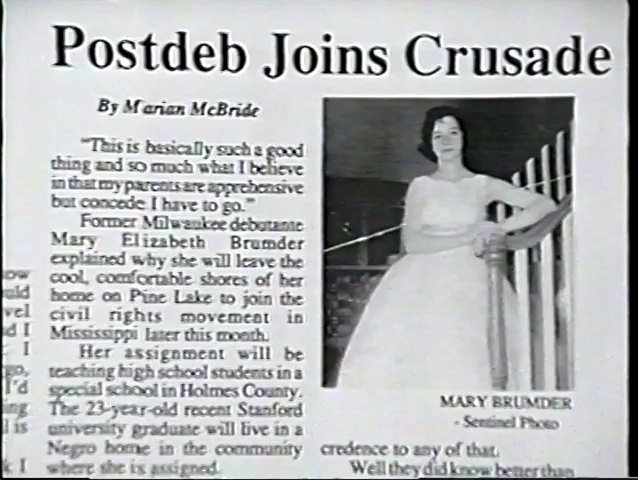 Postdeb Joins Crusade
By Marian McBride
"This is basically such a good
thing and so much what I believe
in that my parents are apprehensive
but concede I have to go."
Former Milwaukee debutante
Mary Elizabeth Brumder
explained why she will leave the
cool, comfortable shores of her
home on Pine Lake to join the
civil rights movement in
Mississippi later this month.
Her assignment will be
teaching high school students in a
special school in Holmes County.
The 23-year-old recent Stanford
university graduate will live in a
Negro home in the community
where she is assigned.
MARY BRUMDER
- Sentinel Photo
credence to any of that.
Well they did know better than